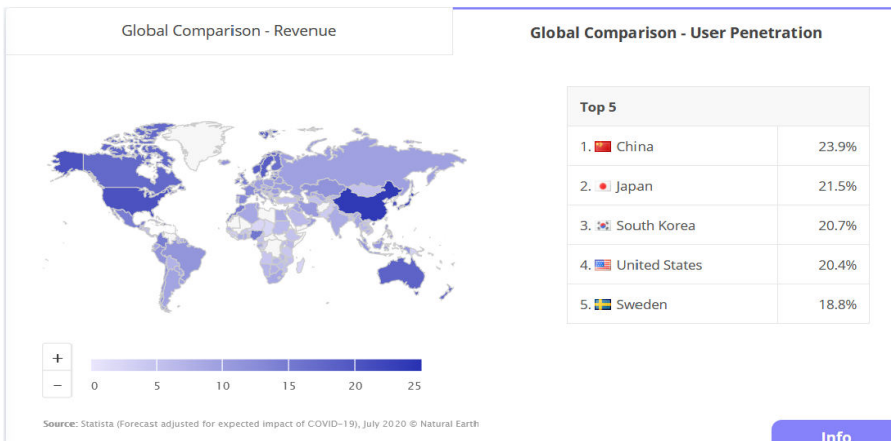 Global Comparison - Revenue
Global Comparison - User Penetration
Top 5
1. China 23.9%
2. Japan 21.5%
3. South Korea 20.7%
4. United States 20.4%
5. Sweden 18.8%
+
−
0 5 10 15 20 25
Source: Statista (Forecast adjusted for expected impact of COVID-19), July 2020 © Natural Earth
Info